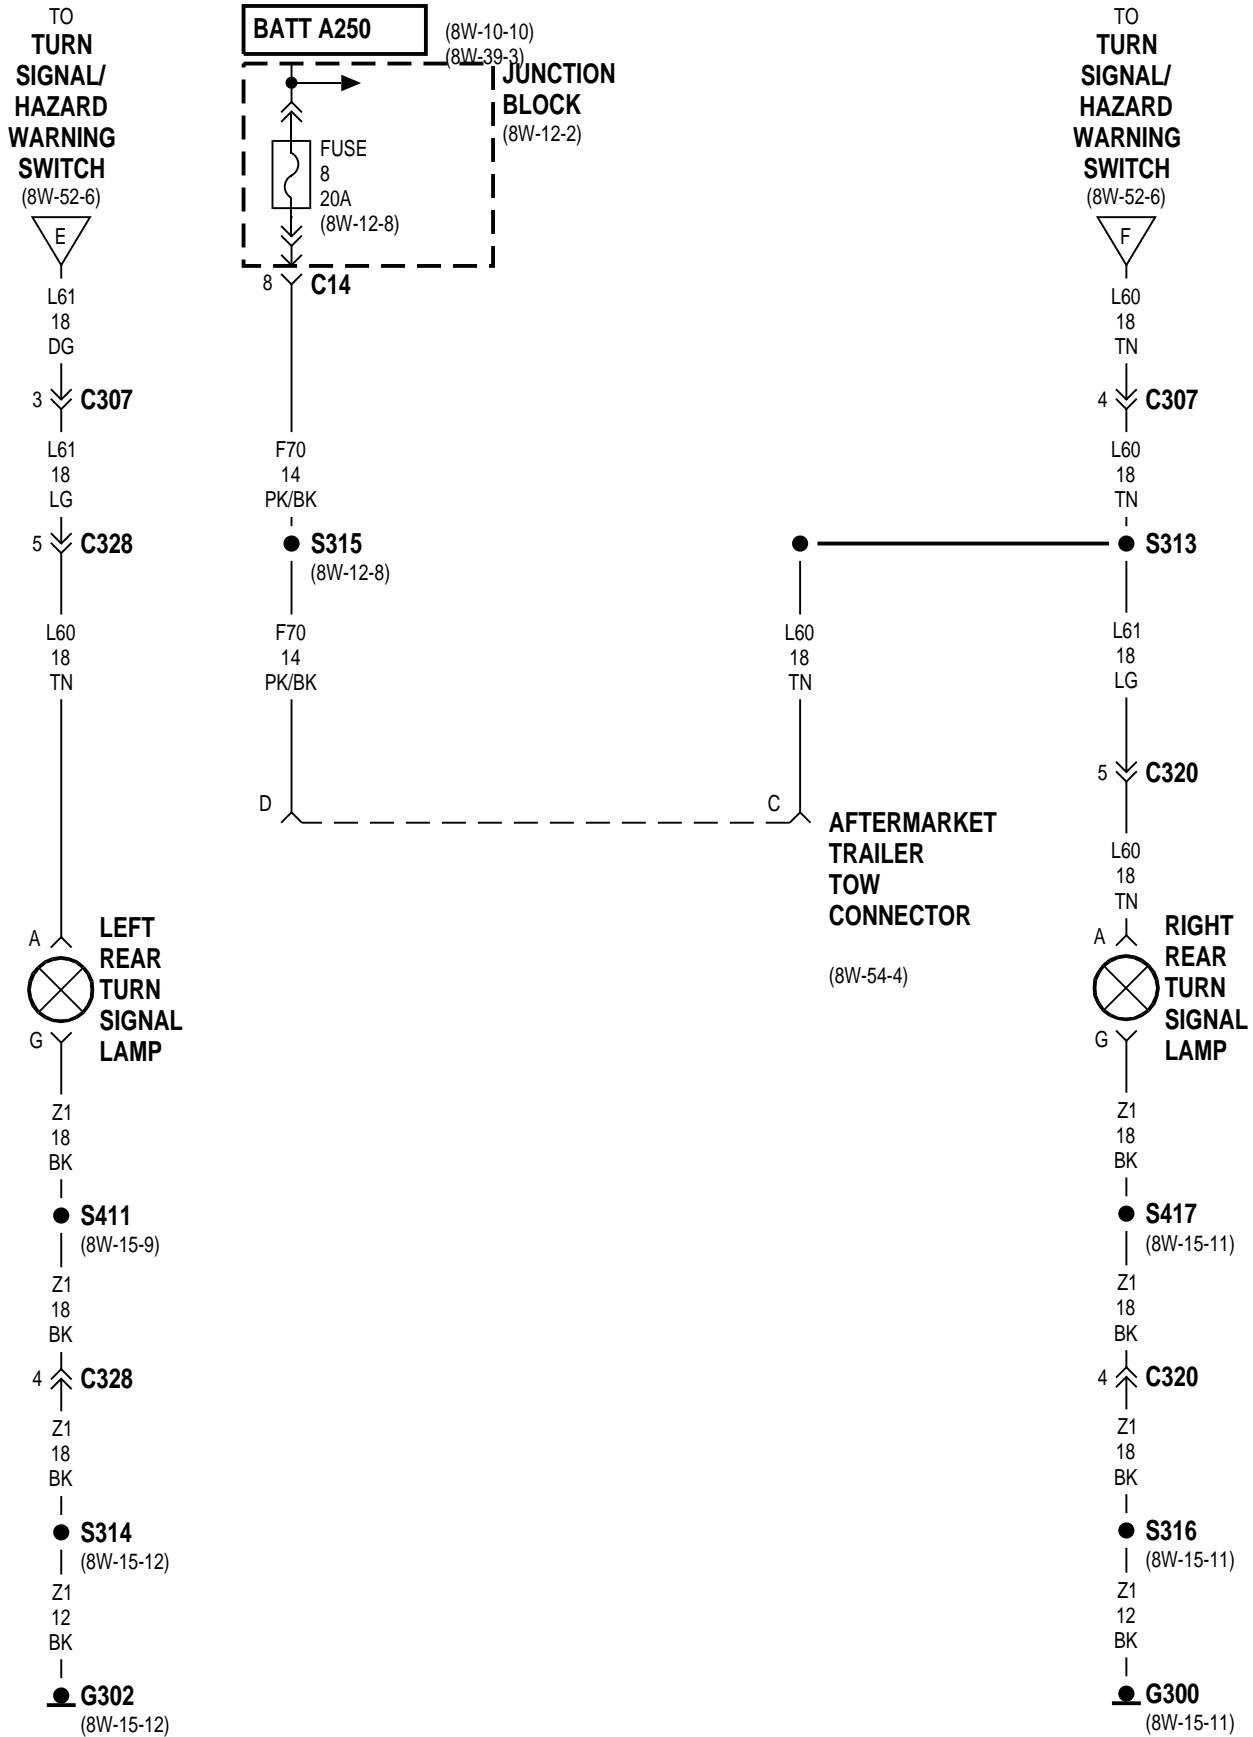 TO
TURN
SIGNAL/
HAZARD
WARNING
SWITCH
(8W-52-6)
E
L61
18
DG
3
C307
L61
18
LG
5
C328
L60
18
TN
A
LEFT
REAR
TURN
SIGNAL
LAMP
G
Z1
18
BK
S411
(8W-15-9)
Z1
18
BK
4
C328
Z1
18
BK
S314
(8W-15-12)
Z1
12
BK
G302
(8W-15-12)
BATT A250
(8W-10-10)
(8W-39-3)
JUNCTION
BLOCK
(8W-12-2)
FUSE
8
20A
(8W-12-8)
8
C14
F70
14
PK/BK
S315
(8W-12-8)
F70
14
PK/BK
D
L60
18
TN
C
AFTERMARKET
TRAILER
TOW
CONNECTOR
(8W-54-4)
TO
TURN
SIGNAL/
HAZARD
WARNING
SWITCH
(8W-52-6)
F
L60
18
TN
4
C307
L60
18
TN
S313
L61
18
LG
5
C320
L60
18
TN
A
RIGHT
REAR
TURN
SIGNAL
LAMP
G
Z1
18
BK
S417
(8W-15-11)
Z1
18
BK
4
C320
Z1
18
BK
S316
(8W-15-11)
Z1
12
BK
G300
(8W-15-11)